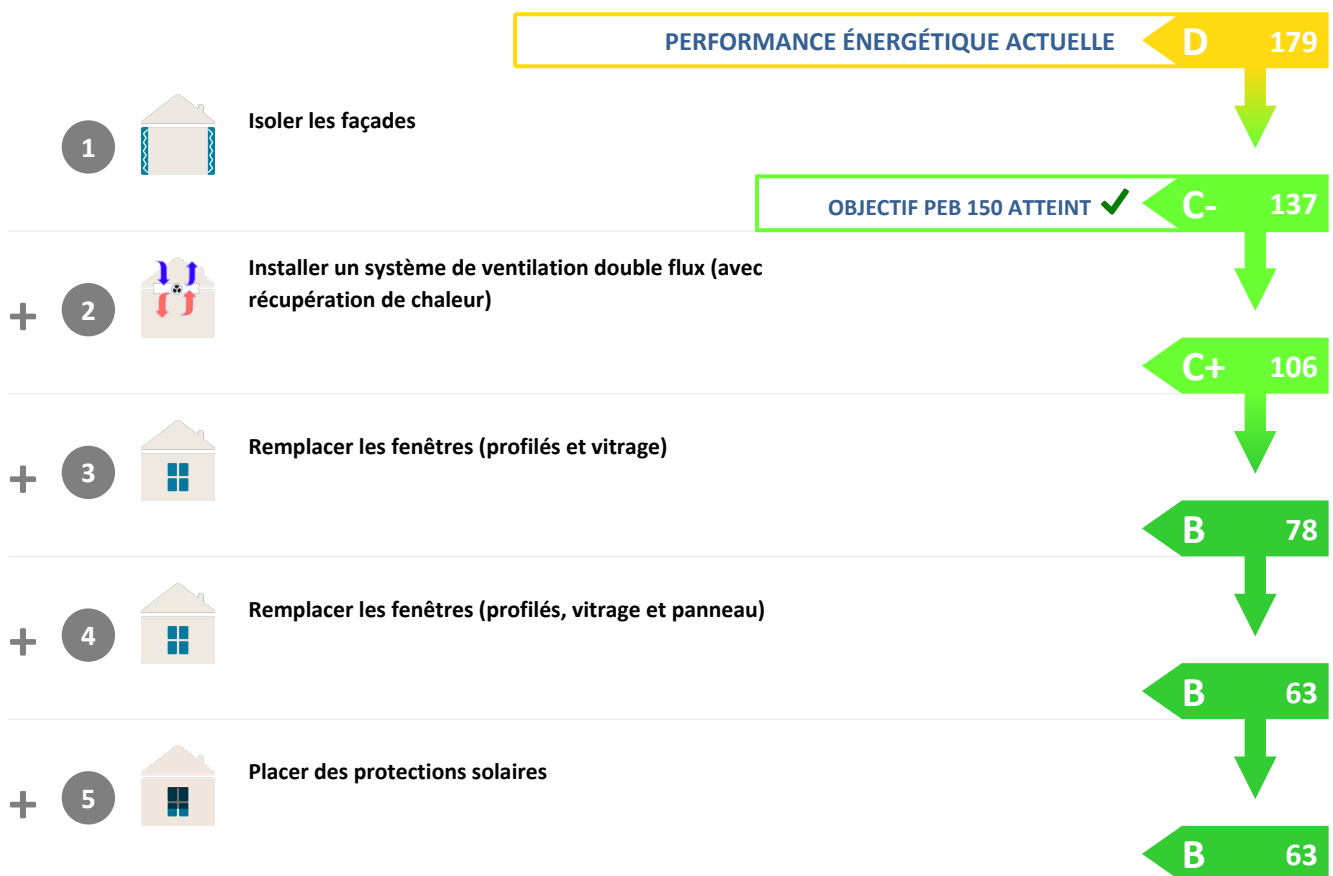 PERFORMANCE ÉNERGÉTIQUE ACTUELLE D 179
1 Isoler les façades
OBJECTIF PEB 150 ATTEINT ✔ C- 137
+ 2 Installer un système de ventilation double flux (avec
récupération de chaleur)
C+ 106
+ 3 Remplacer les fenêtres (profilés et vitrage)
B 78
+ 4 Remplacer les fenêtres (profilés, vitrage et panneau)
B 63
+ 5 Placer des protections solaires
B 63